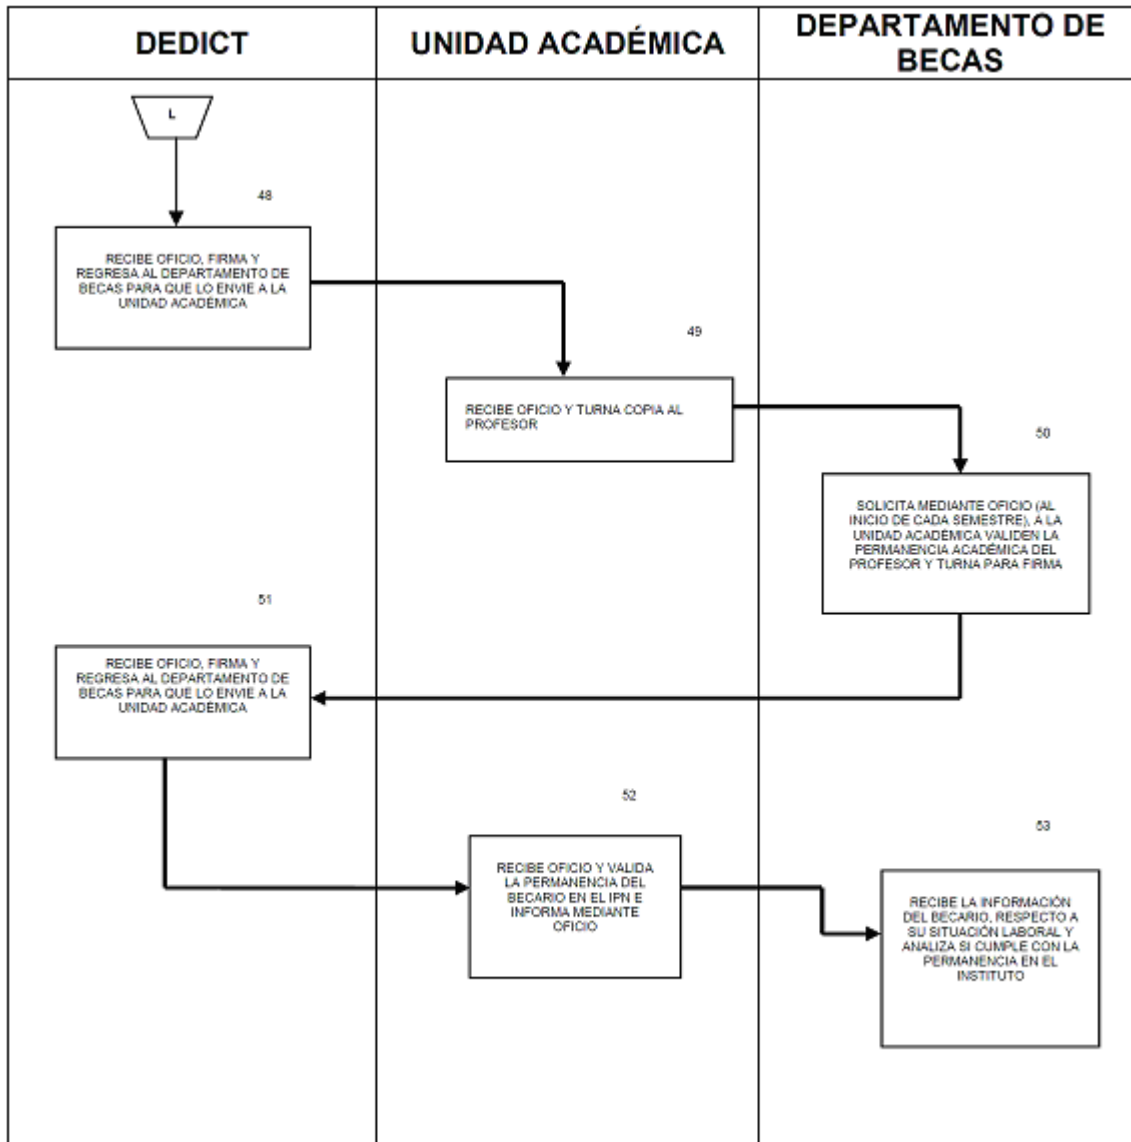 DEDICT
UNIDAD ACADÉMICA
DEPARTAMENTO DE
BECAS
L
48
RECIBE OFICIO, FIRMA Y
REGRESA AL DEPARTAMENTO DE
BECAS PARA QUE LO ENVIE A LA
UNIDAD ACADÉMICA
49
RECIBE OFICIO Y TURNA COPIA AL
PROFESOR
50
SOLICITA MEDIANTE OFICIO (AL
INICIO DE CADA SEMESTRE), A LA
UNIDAD ACADÉMICA VALIDEN LA
PERMANENCIA ACADÉMICA DEL
PROFESOR Y TURNA PARA FIRMA
51
RECIBE OFICIO, FIRMA Y
REGRESA AL DEPARTAMENTO DE
BECAS PARA QUE LO ENVIE A LA
UNIDAD ACADÉMICA
52
RECIBE OFICIO Y VALIDA
LA PERMANENCIA DEL
BECARIO EN EL IPN E
INFORMA MEDIANTE
OFICIO
53
RECIBE LA INFORMACIÓN
DEL BECARIO, RESPECTO A
SU SITUACIÓN LABORAL Y
ANALIZA SI CUMPLE CON LA
PERMANENCIA EN EL
INSTITUTO